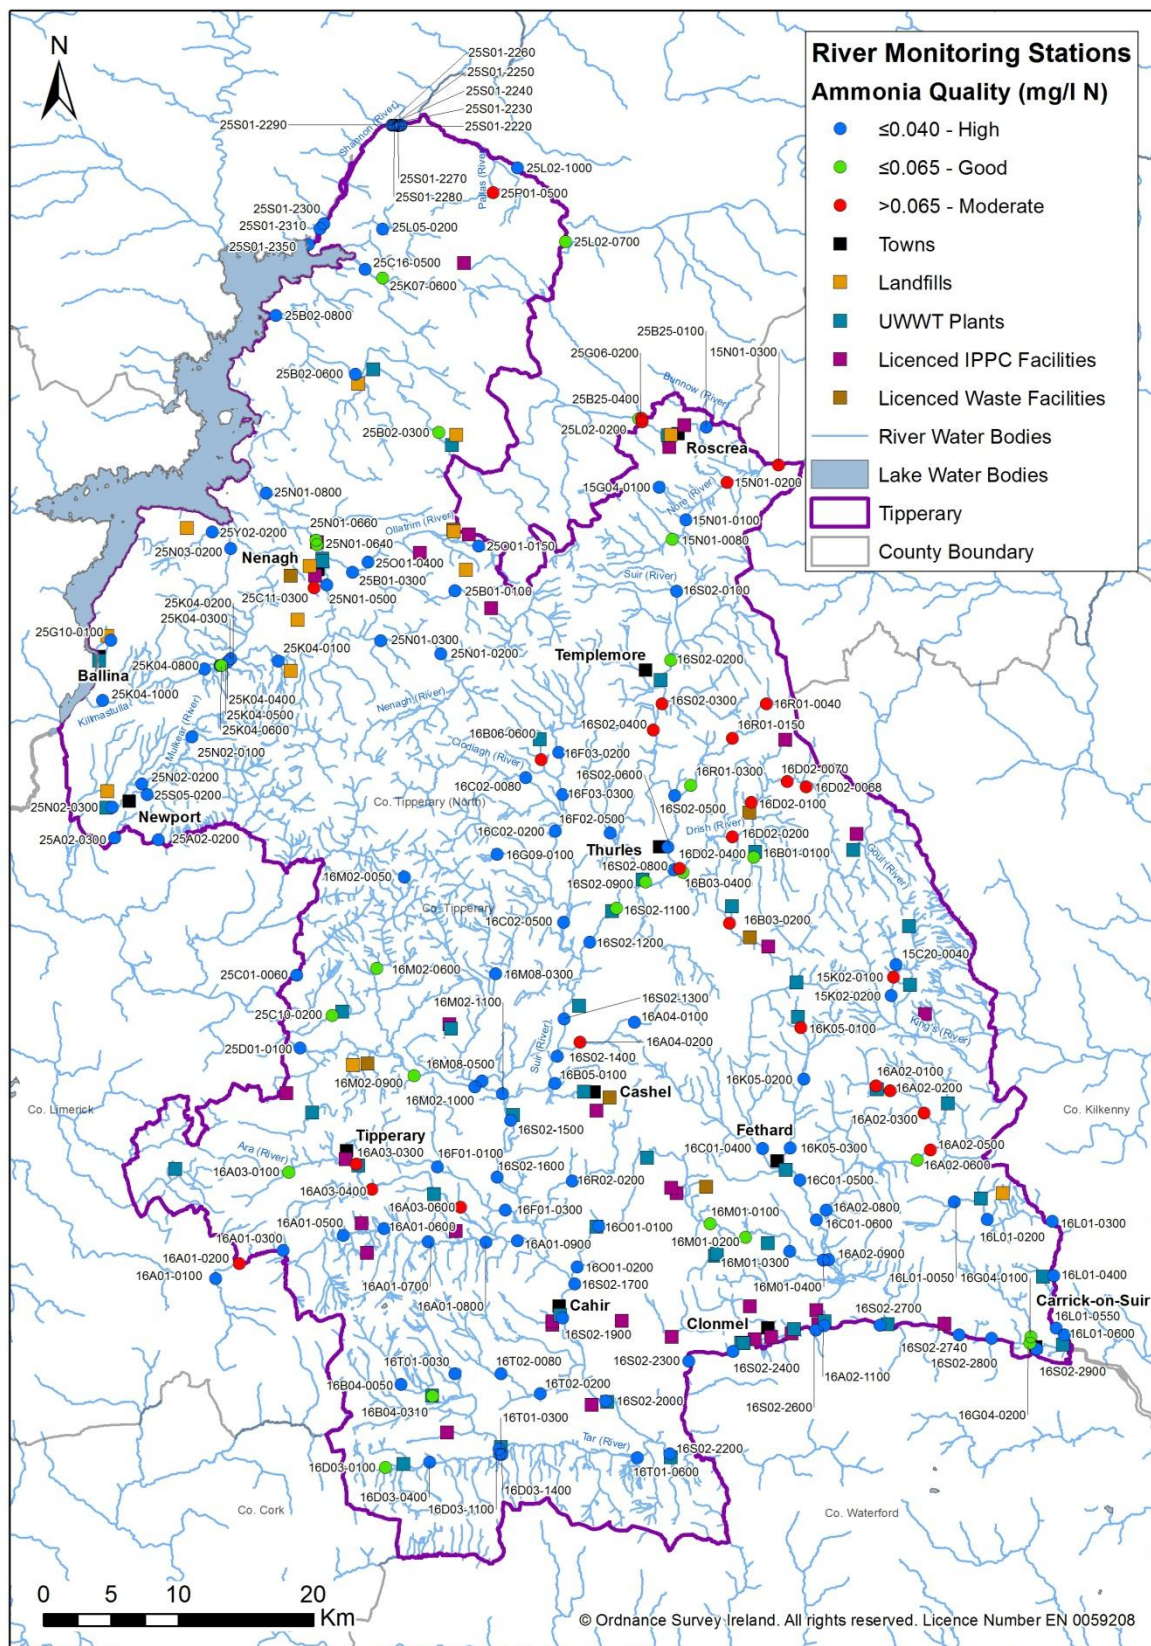 N
River Monitoring Stations
Ammonia Quality (mg/l N)
≤0.040 - High
≤0.065 - Good
>0.065 - Moderate
Towns
Landfills
UWWT Plants
Licenced IPPC Facilities
Licenced Waste Facilities
River Water Bodies
Lake Water Bodies
Tipperary
County Boundary
25S01-2260
25S01-2250
25S01-2240
25S01-2230
25S01-2290
25S01-2220
Shannon (River)
25S01-2270
25S01-2280
25L02-1000
Pallas (River)
25P01-0500
25S01-2300
25S01-2310
25L05-0200
25S01-2350
25L02-0700
25C16-0500
25K07-0600
25B02-0800
25B25-0100
25G06-0200
15N01-0300
25B02-0600
Bunnow (River)
25B25-0400
25L02-0200
25B02-0300
Roscrea
15G04-0100
15N01-0200
25N01-0800
Nore (River)
15N01-0100
25N01-0660
Ollatrim (River)
25Y02-0200
25N01-0640
25O01-0150
15N01-0080
25N03-0200
Nenagh
25O01-0400
25B01-0300
Suir (River)
25C11-0300
25N01-0500
25B01-0100
16S02-0100
25K04-0200
25K04-0300
25G10-0100
25N01-0300
25K04-0100
25N01-0200
Templemore
16S02-0200
25K04-0800
Ballina
25K04-1000
25K04-0400
25K04-0500
25K04-0600
Kilmastulla
Nenagh (River)
16S02-0300
16R01-0040
16S02-0400
16R01-0150
Mulkear (River)
25N02-0100
16B06-0600
Clodiagh (River)
16F03-0200
16S02-0600
16D02-0070
16D02-0068
25N02-0200
16C02-0080
16R01-0300
25S05-0200
16F03-0300
16S02-0500
25N02-0300
Co. Tipperary (North)
16D02-0100
Newport
16F02-0500
Drish (River)
25A02-0300
25A02-0200
16C02-0200
16D02-0200
Thurles
16D02-0400
16B01-0100
16G09-0100
16S02-0800
Goul (River)
16M02-0050
16S02-0900
16B03-0400
Co. Tipperary
16S02-1100
16C02-0500
16B03-0200
16S02-1200
15C20-0040
25C01-0060
16M02-0600
16M08-0300
15K02-0100
15K02-0200
16M02-1100
16S02-1300
25C10-0200
16A04-0100
16K05-0100
King's (River)
Suir (River)
16A04-0200
25D01-0100
16M08-0500
16S02-1400
16B05-0100
16M02-0900
16K05-0200
16A02-0100
16A02-0200
16M02-1000
Cashel
Co. Limerick
16A02-0300
Co. Kilkenny
16S02-1500
Fethard
Tipperary
Ara (River)
16A03-0300
16F01-0100
16C01-0400
16K05-0300
16A02-0500
16A03-0100
16S02-1600
16A02-0600
16R02-0200
16C01-0500
16A03-0400
16A03-0600
16F01-0300
16A02-0800
16M01-0100
16C01-0600
16A01-0500
16A01-0600
16O01-0100
16L01-0300
16L01-0200
16A01-0300
16M01-0200
16A01-0900
16A02-0900
16A01-0200
16M01-0300
16L01-0050
16A01-0100
16O01-0200
16G04-0100
16L01-0400
16A01-0700
16S02-1700
16M01-0400
16A01-0800
Cahir
Carrick-on-Suir
16S02-2700
Clonmel
16L01-0550
16S02-1900
16L01-0600
16S02-2740
16S02-2300
16S02-2400
16S02-2800
16S02-2900
16T01-0030
16T02-0080
16A02-1100
16B04-0050
16T02-0200
16S02-2600
16S02-2000
16G04-0200
16B04-0310
16T01-0300
Tar (River)
16S02-2200
16D03-0100
16T01-0600
16D03-0400
16D03-1400
16D03-1100
Co. Cork
Co. Waterford
0 5 10 20
Km
© Ordnance Survey Ireland. All rights reserved. Licence Number EN 0059208